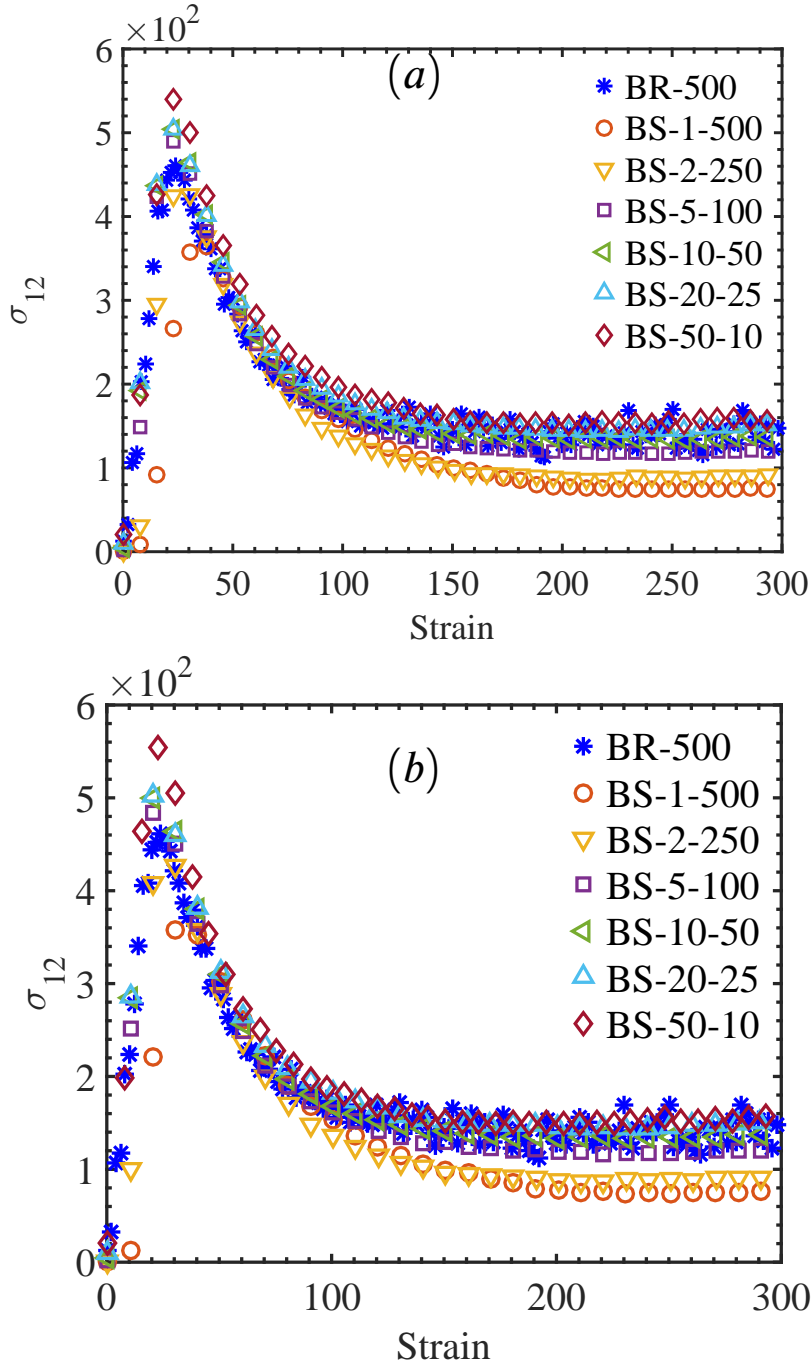 ×10²
6
(a)
BR-500
5
BS-1-500
BS-2-250
4
BS-5-100
BS-10-50
3
BS-20-25
σ₁₂
BS-50-10
2
1
0
0 50 100 150 200 250 300
Strain
×10²
6
BR-500
(b)
BS-1-500
5
BS-2-250
BS-5-100
4
BS-10-50
BS-20-25
3
BS-50-10
σ₁₂
2
1
0
0 100 200 300
Strain